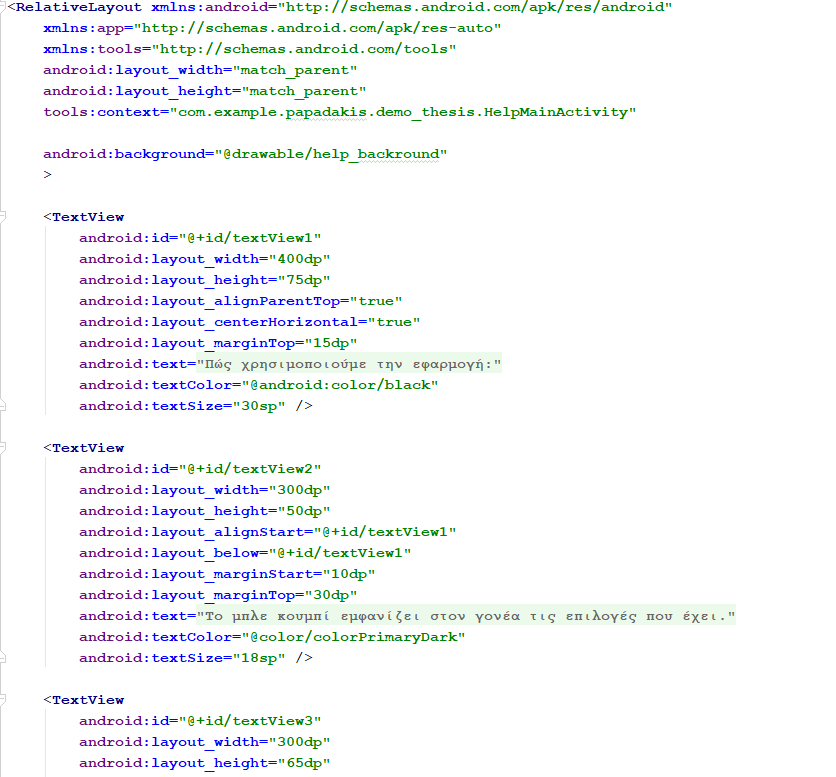 <RelativeLayout xmlns:android="http://schemas.android.com/apk/res/android"
xmlns:app="http://schemas.android.com/apk/res-auto"
xmlns:tools="http://schemas.android.com/tools"
android:layout_width="match_parent"
android:layout_height="match_parent"
tools:context="com.example.papadakis.demo_thesis.HelpMainActivity"
android:background="@drawable/help_backround"
>
<TextView
android:id="@+id/textView1"
android:layout_width="400dp"
android:layout_height="75dp"
android:layout_alignParentTop="true"
android:layout_centerHorizontal="true"
android:layout_marginTop="15dp"
android:text="Πώς χρησιμοποιούμε την εφαρμογή:"
android:textColor="@android:color/black"
android:textSize="30sp" />
<TextView
android:id="@+id/textView2"
android:layout_width="300dp"
android:layout_height="50dp"
android:layout_alignStart="@+id/textView1"
android:layout_below="@+id/textView1"
android:layout_marginStart="10dp"
android:layout_marginTop="30dp"
android:text="Το μπλε κουμπί εμφανίζει στον γονέα τις επιλογές που έχει."
android:textColor="@color/colorPrimaryDark"
android:textSize="18sp" />
<TextView
android:id="@+id/textView3"
android:layout_width="300dp"
android:layout_height="65dp"